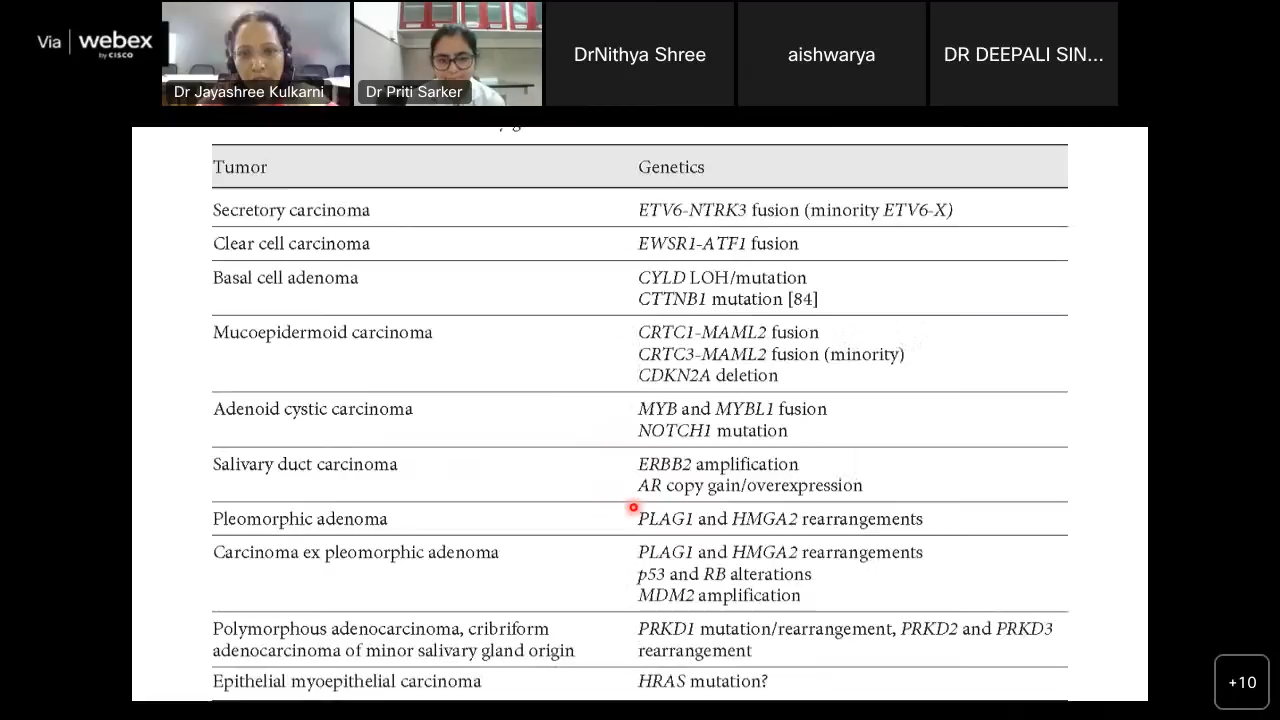 Via webex
by CISCO
Dr Jayashree Kulkarni
Dr Priti Sarker
DrNithya Shree
aishwarya
DR DEEPALI SIN...
Tumor Genetics
Secretory carcinoma ETV6-NTRK3 fusion (minority ETV6-X)
Clear cell carcinoma EWSR1-ATF1 fusion
Basal cell adenoma CYLD LOH/mutation
CTTNB1 mutation [84]
Mucoepidermoid carcinoma CRTC1-MAML2 fusion
CRTC3-MAML2 fusion (minority)
CDKN2A deletion
Adenoid cystic carcinoma MYB and MYBL1 fusion
NOTCH1 mutation
Salivary duct carcinoma ERBB2 amplification
AR copy gain/overexpression
Pleomorphic adenoma PLAG1 and HMGA2 rearrangements
Carcinoma ex pleomorphic adenoma PLAG1 and HMGA2 rearrangements
p53 and RB alterations
MDM2 amplification
Polymorphous adenocarcinoma, cribriform PRKD1 mutation/rearrangement, PRKD2 and PRKD3
adenocarcinoma of minor salivary gland origin rearrangement
Epithelial myoepithelial carcinoma HRAS mutation?
+10